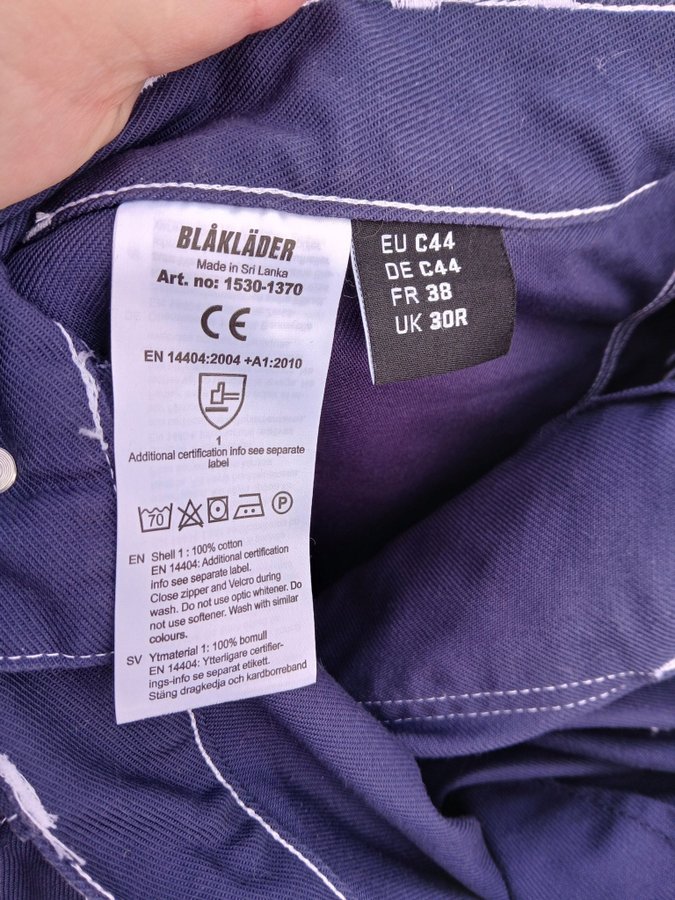 BLÅKLÄDER
Made in Sri Lanka
Art. no: 1530-1370
CE
EN 14404:2004 +A1:2010
1
Additional certification info see separate
label
70
P
EN Shell 1 : 100% cotton
EN 14404: Additional certification
info see separate label.
Close zipper and Velcro during
wash. Do not use optic whitener. Do
not use softener. Wash with similar
colours.
SV Ytmaterial 1: 100% bomull
EN 14404: Ytterligare certifier-
ings-info se separat etikett.
Stäng dragkedja och kardborreband
EU C44
DE C44
FR 38
UK 30R